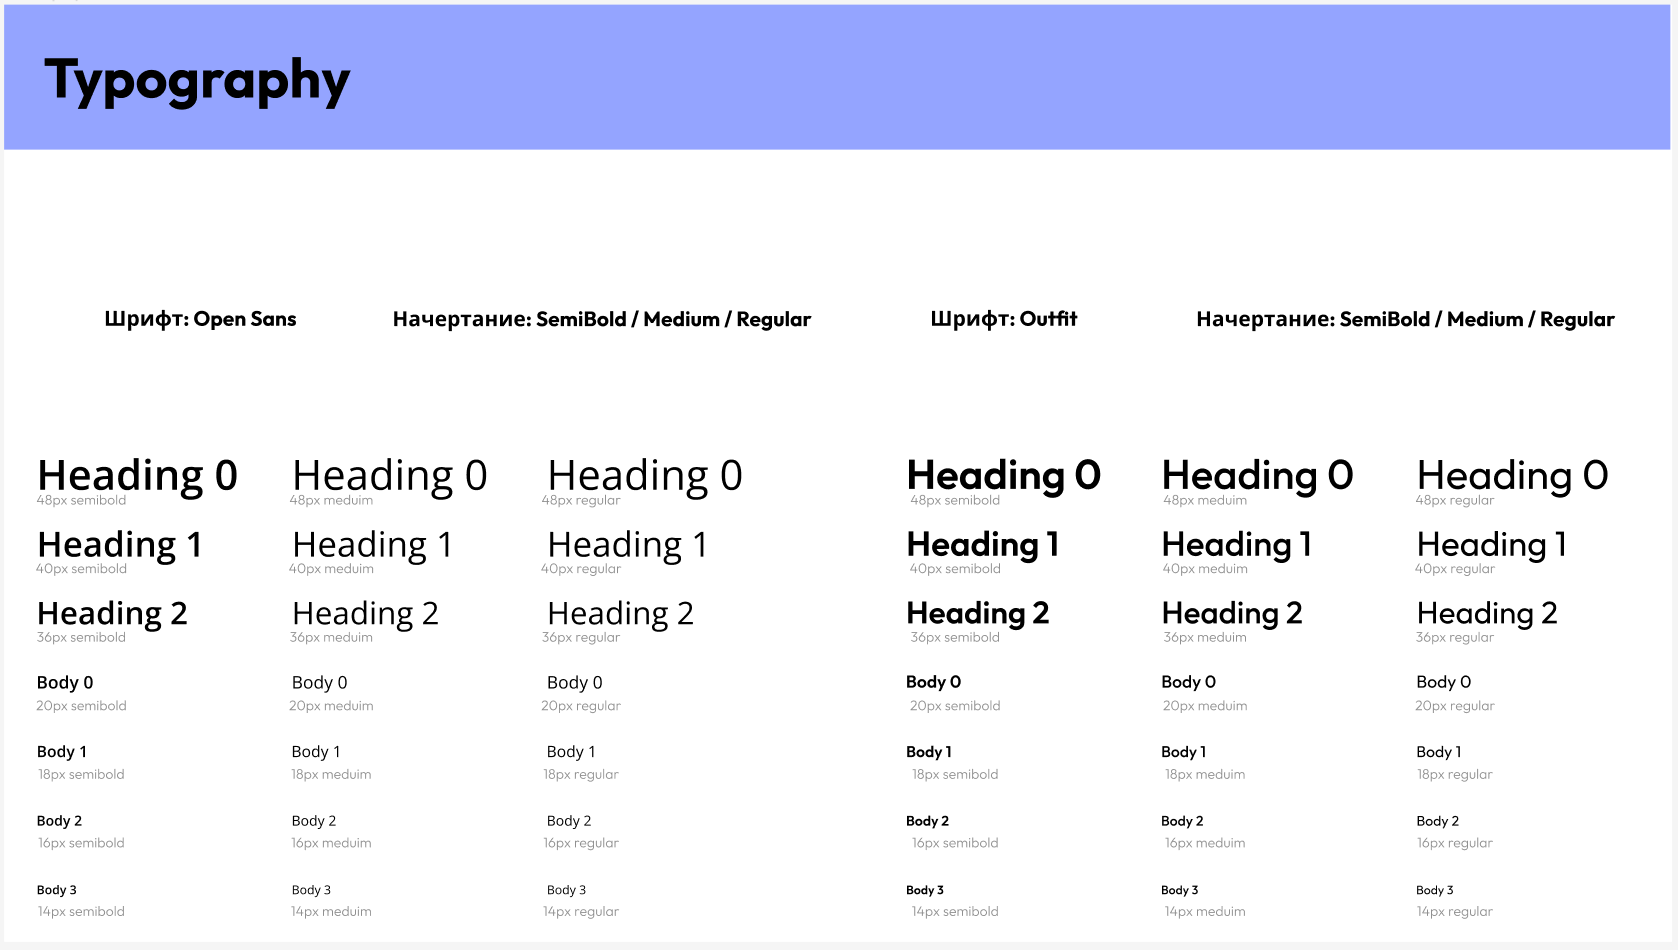 Typography
Шрифт: Open Sans Начертание: SemiBold / Medium / Regular Шрифт: Outfit Начертание: SemiBold / Medium / Regular
Heading 0 Heading 0 Heading 0 Heading 0 Heading 0 Heading 0
48px semibold 48px meduim 48px regular 48px semibold 48px meduim 48px regular
Heading 1 Heading 1 Heading 1 Heading 1 Heading 1 Heading 1
40px semibold 40px meduim 40px regular 40px semibold 40px meduim 40px regular
Heading 2 Heading 2 Heading 2 Heading 2 Heading 2 Heading 2
36px semibold 36px meduim 36px regular 36px semibold 36px meduim 36px regular
Body 0 Body 0 Body 0 Body 0 Body 0 Body 0
20px semibold 20px meduim 20px regular 20px semibold 20px meduim 20px regular
Body 1 Body 1 Body 1 Body 1 Body 1 Body 1
18px semibold 18px meduim 18px regular 18px semibold 18px meduim 18px regular
Body 2 Body 2 Body 2 Body 2 Body 2 Body 2
16px semibold 16px meduim 16px regular 16px semibold 16px meduim 16px regular
Body 3 Body 3 Body 3 Body 3 Body 3 Body 3
14px semibold 14px meduim 14px regular 14px semibold 14px meduim 14px regular